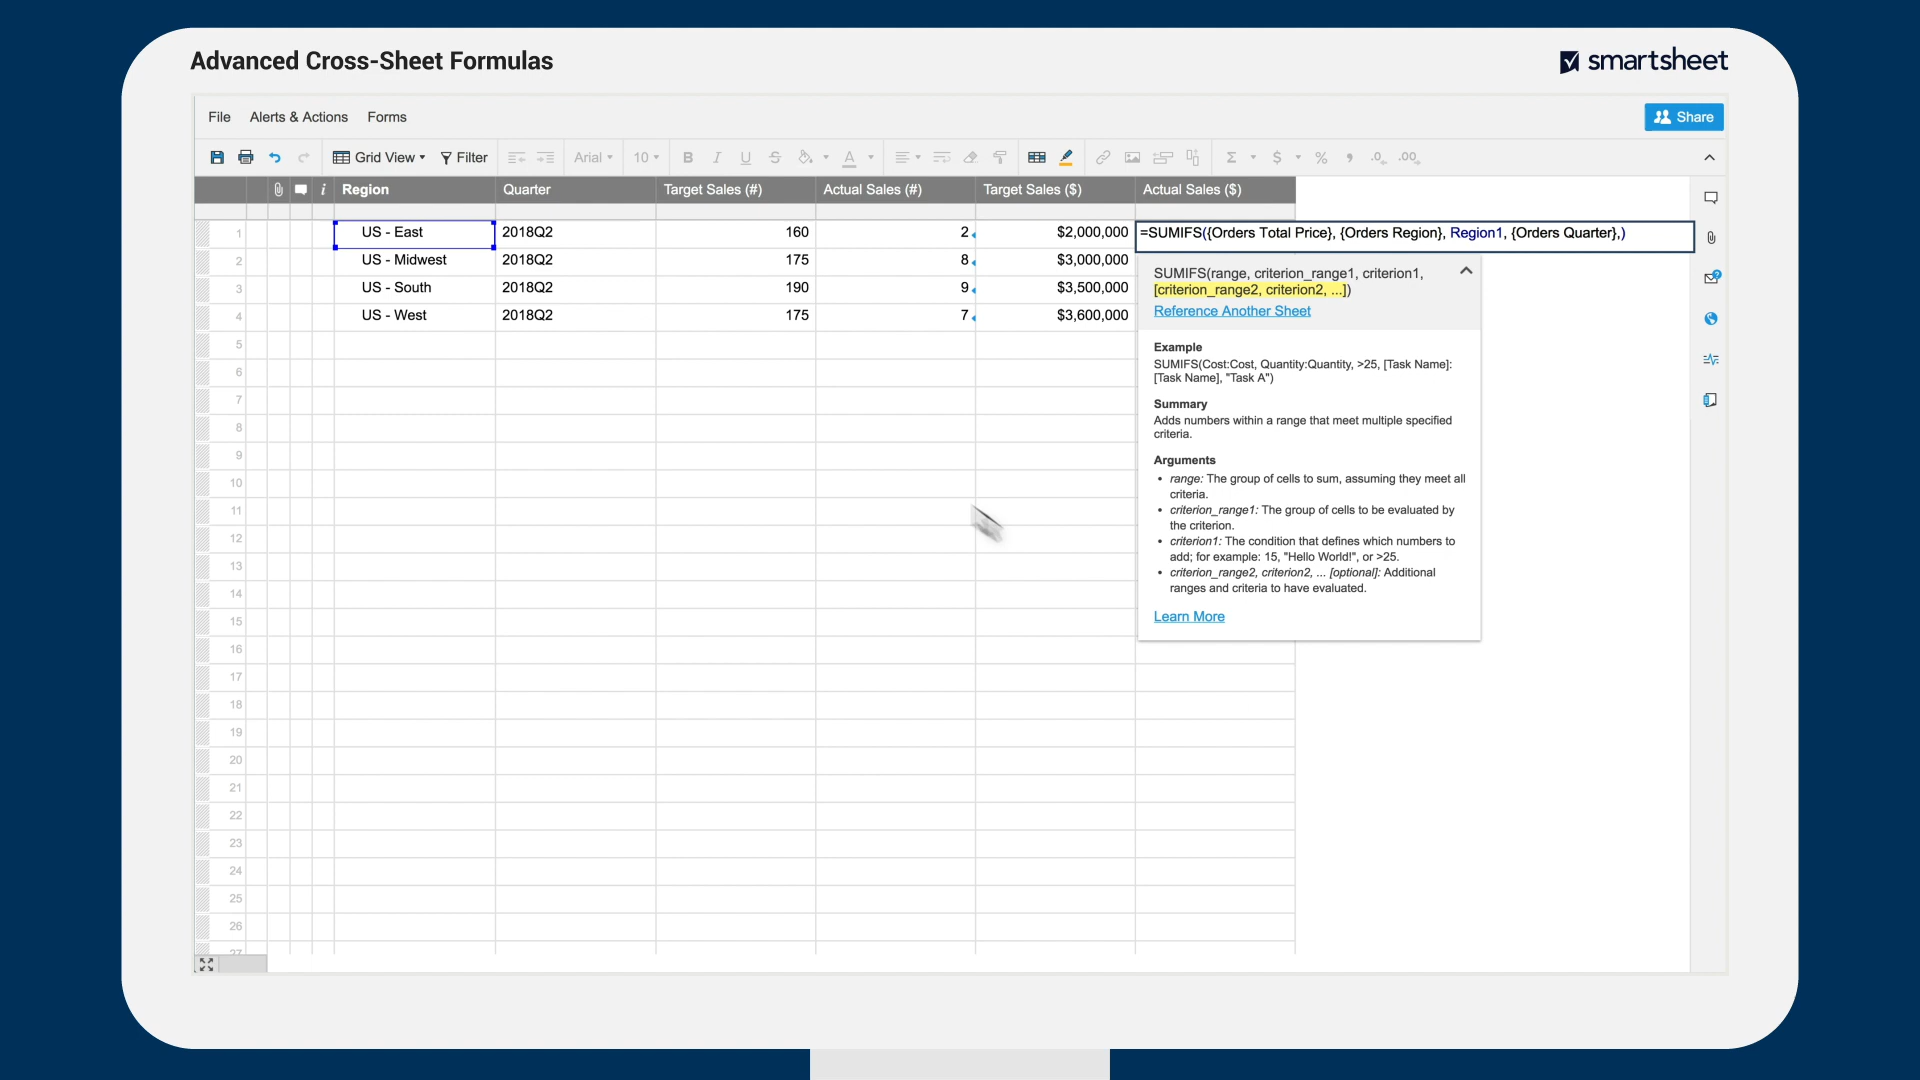 Advanced Cross-Sheet Formulas
smartsheet
File Alerts & Actions Forms
Share
Grid View Filter Arial 10 B I U S A Σ $ % , .0 .00
i Region Quarter Target Sales (#) Actual Sales (#) Target Sales ($) Actual Sales ($)
1 US - East 2018Q2 160 2 $2,000,000 =SUMIFS({Orders Total Price}, {Orders Region}, Region1, {Orders Quarter},)
2 US - Midwest 2018Q2 175 8 $3,000,000
3 US - South 2018Q2 190 9 $3,500,000
4 US - West 2018Q2 175 7 $3,600,000
SUMIFS(range, criterion_range1, criterion1,
[criterion_range2, criterion2, ...])
Reference Another Sheet
Example
SUMIFS(Cost:Cost, Quantity:Quantity, >25, [Task Name]:
[Task Name], "Task A")
Summary
Adds numbers within a range that meet multiple specified
criteria.
Arguments
• range: The group of cells to sum, assuming they meet all
criteria.
• criterion_range1: The group of cells to be evaluated by
the criterion.
• criterion1: The condition that defines which numbers to
add; for example: 15, "Hello World!", or >25.
• criterion_range2, criterion2, ... [optional]: Additional
ranges and criteria to have evaluated.
Learn More
5
6
7
8
9
10
11
12
13
14
15
16
17
18
19
20
21
22
23
24
25
26
27